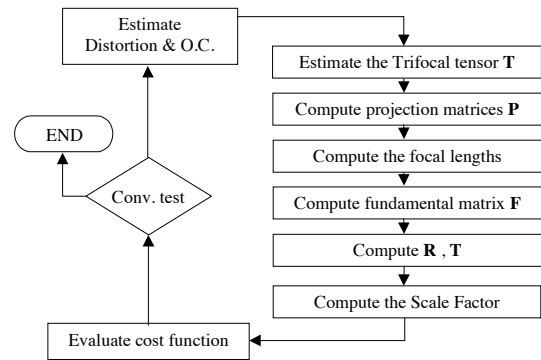 Estimate
Distortion & O.C.
Estimate the Trifocal tensor T
Compute projection matrices P
Compute the focal lengths
Compute fundamental matrix F
Compute R , T
Compute the Scale Factor
Evaluate cost function
Conv. test
END